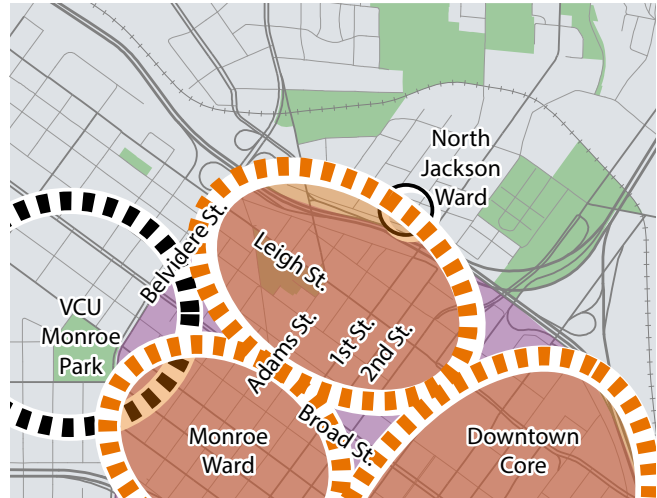 North
Jackson
Ward
Belvidere St.
Leigh St.
VCU
Monroe
Park
Adams St.
1st St.
2nd St.
Broad St.
Monroe
Ward
Downtown
Core